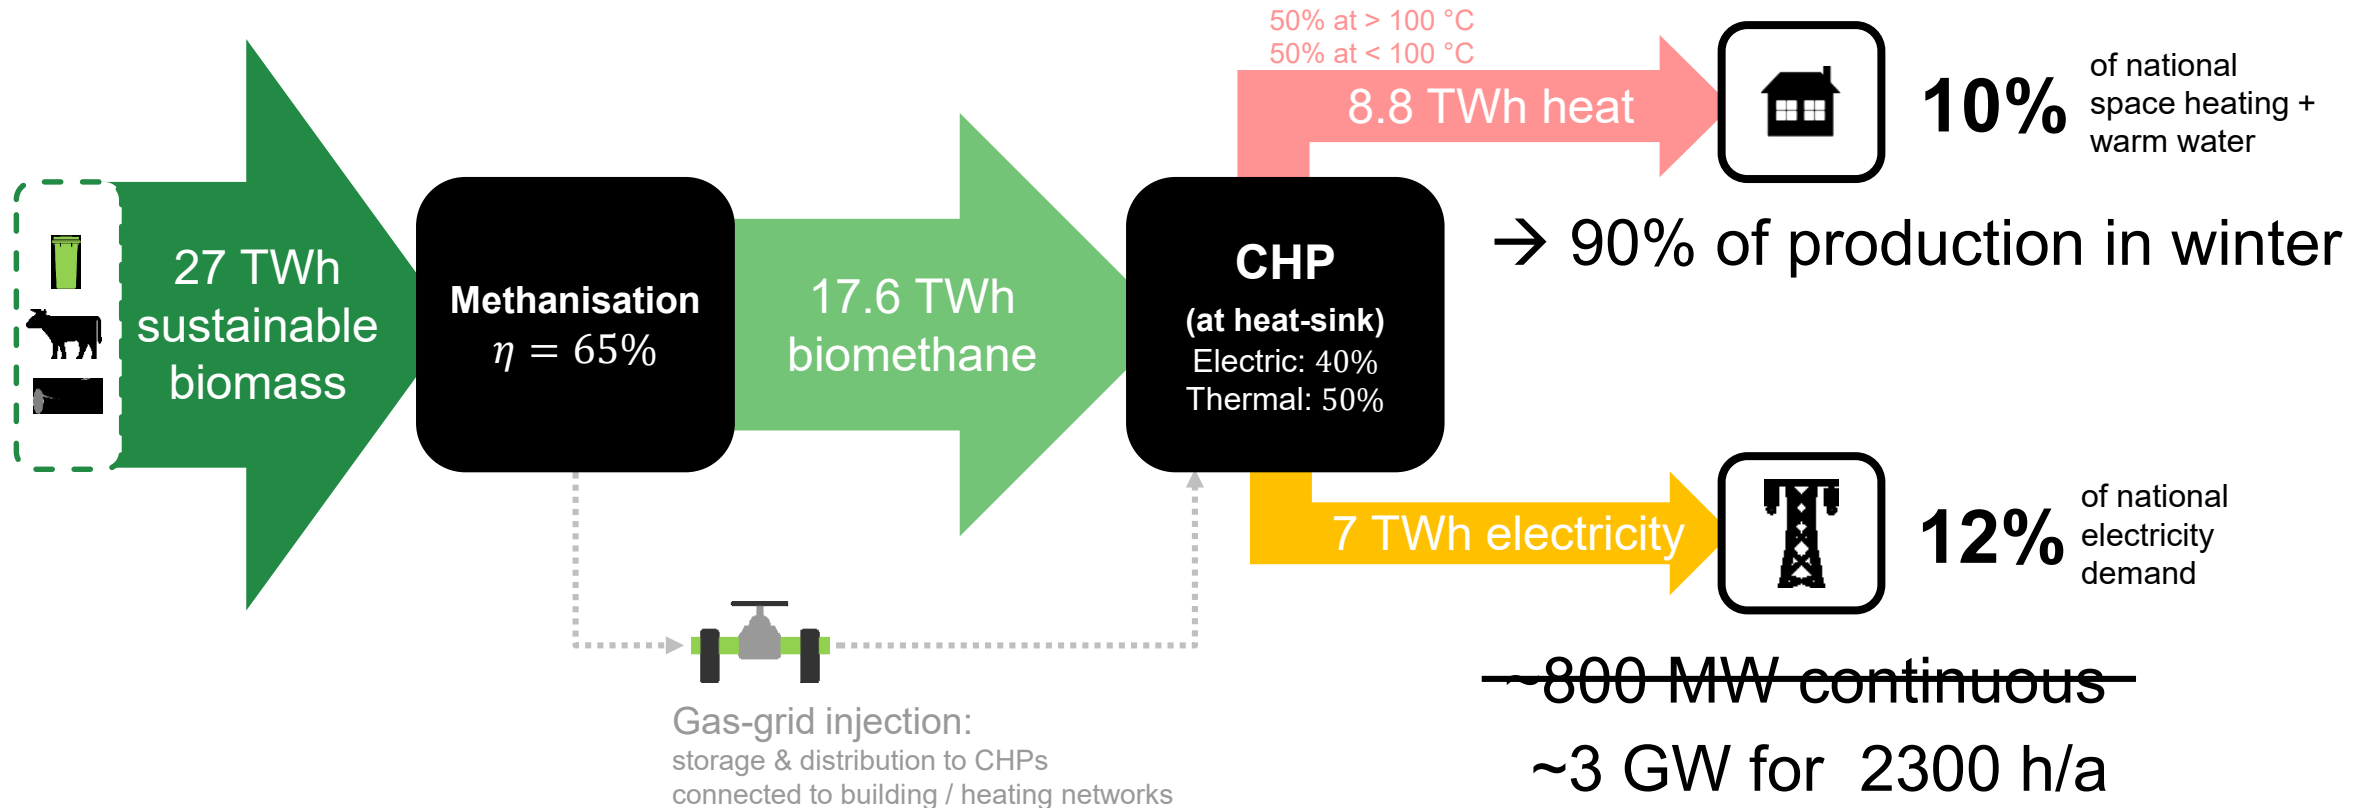 50% at > 100 °C
50% at < 100 °C
8.8 TWh heat
10%
of national
space heating +
warm water
→ 90% of production in winter
27 TWh
sustainable
biomass
Methanisation
η = 65%
17.6 TWh
biomethane
CHP
(at heat-sink)
Electric: 40%
Thermal: 50%
7 TWh electricity
12%
of national
electricity
demand
~800 MW continuous
~3 GW for 2300 h/a
Gas-grid injection:
storage & distribution to CHPs
connected to building / heating networks